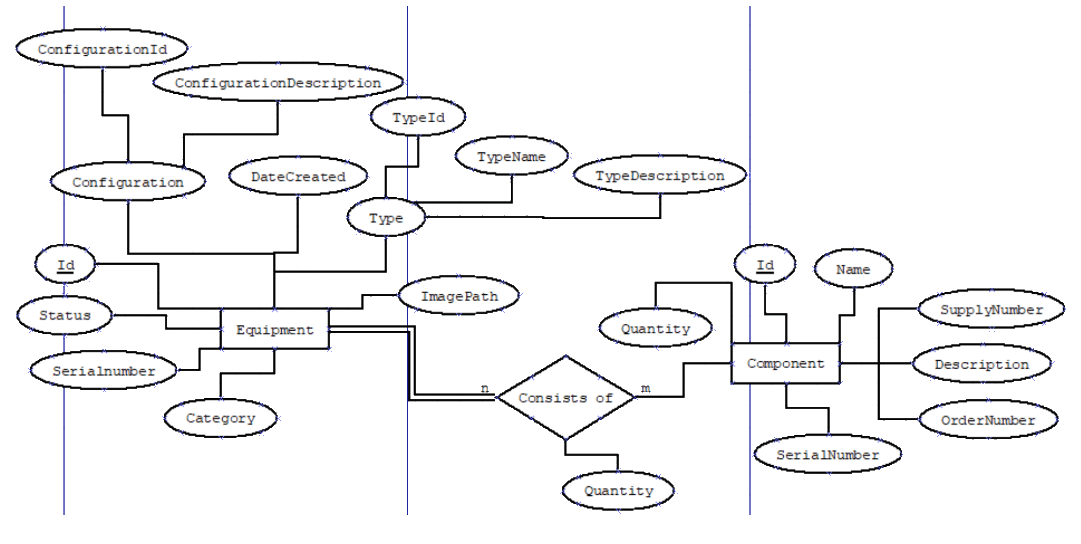 ConfigurationId
ConfigurationDescription
TypeId
TypeName
Configuration
DateCreated
TypeDescription
Type
Id
Id
Name
Status
ImagePath
SupplyNumber
Equipment
Quantity
Serialnumber
Component
Description
n
m
Consists of
Category
OrderNumber
SerialNumber
Quantity